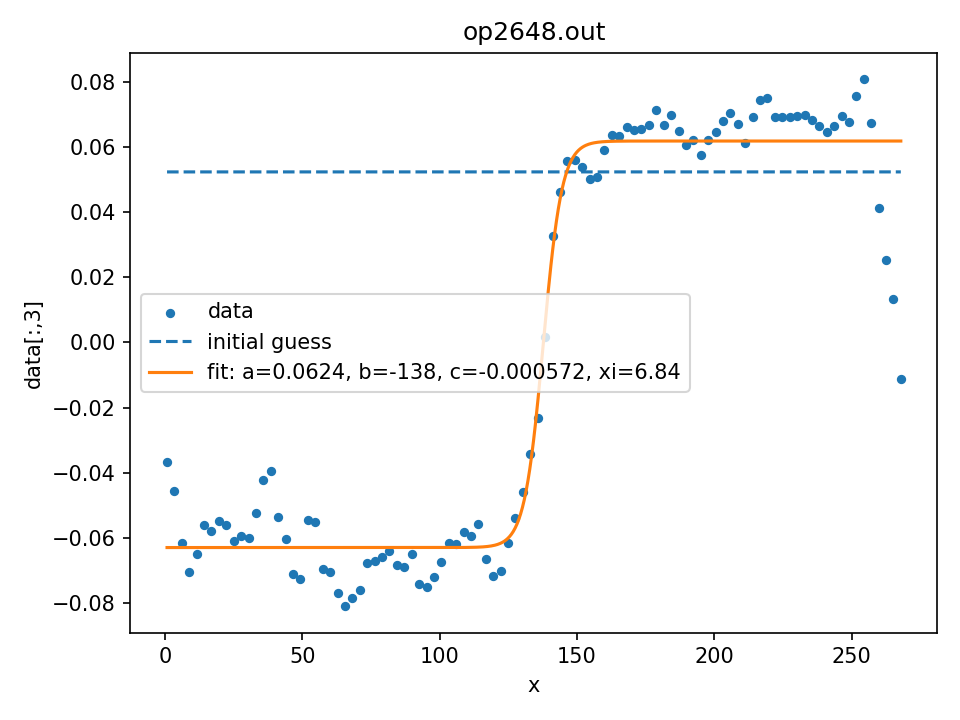 op2648.out
data[:,3]
0.08
0.06
0.04
0.02
0.00
−0.02
−0.04
−0.06
−0.08
data
initial guess
fit: a=0.0624, b=-138, c=-0.000572, xi=6.84
0 50 100 150 200 250
x